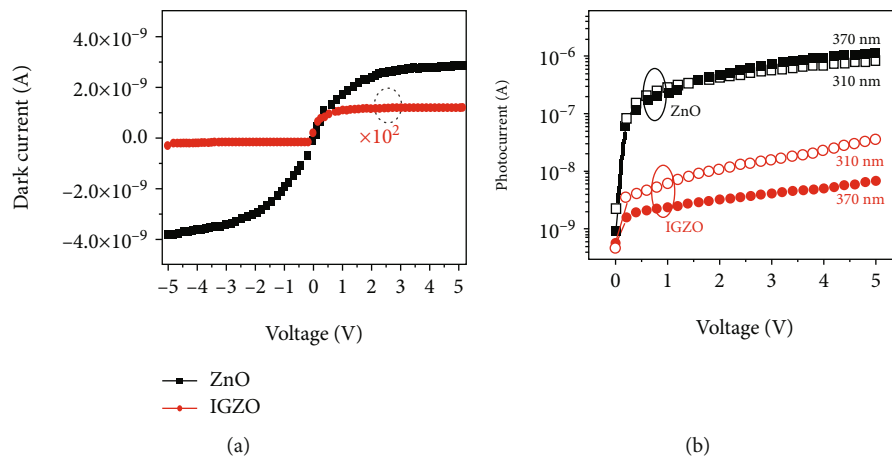 Dark current (A)
4.0×10⁻⁹
2.0×10⁻⁹
0.0
−2.0×10⁻⁹
−4.0×10⁻⁹
×10²
−5 −4 −3 −2 −1 0 1 2 3 4 5
Voltage (V)
ZnO
IGZO
(a)
Photocurrent (A)
10⁻⁶
10⁻⁷
10⁻⁸
10⁻⁹
370 nm
310 nm
ZnO
310 nm
370 nm
IGZO
0 1 2 3 4 5
Voltage (V)
(b)